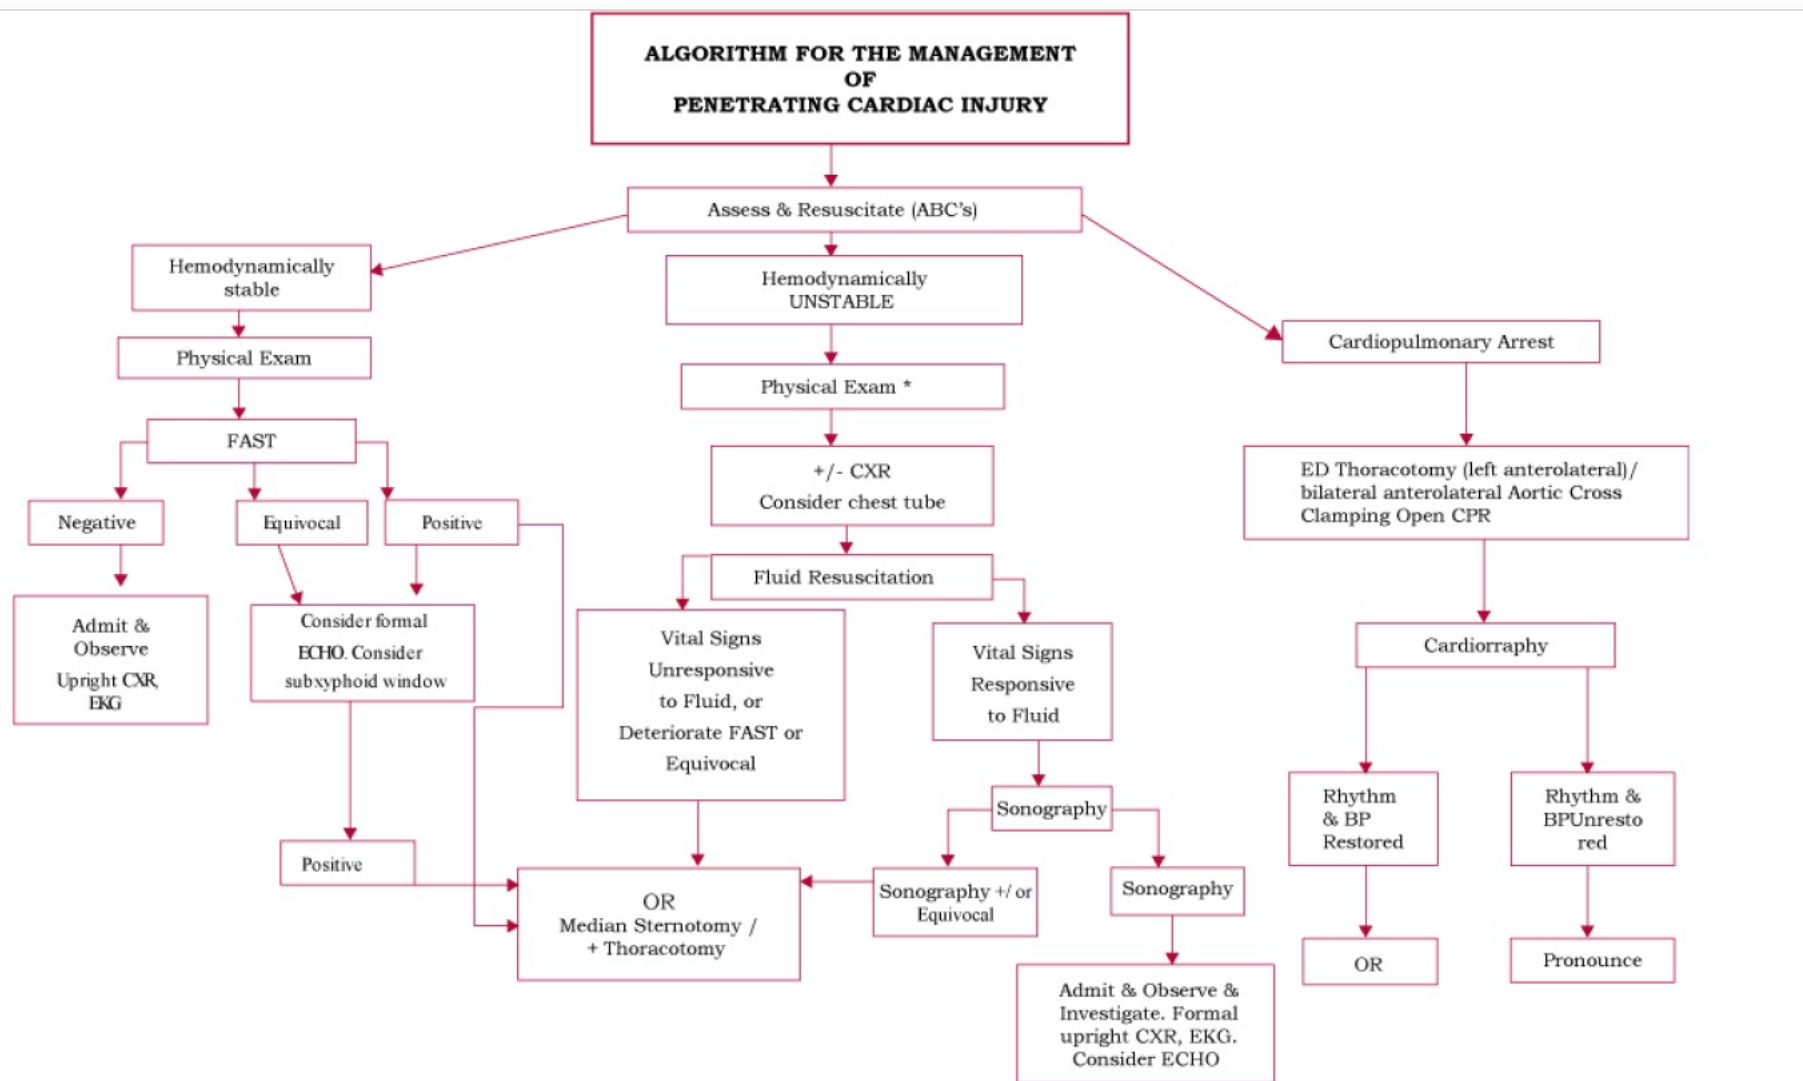 ALGORITHM FOR THE MANAGEMENT
OF
PENETRATING CARDIAC INJURY
Assess & Resuscitate (ABC's)
Hemodynamically
stable
Physical Exam
FAST
Negative
Equivocal
Positive
Admit &
Observe
Upright CXR,
EKG
Consider formal
ECHO. Consider
subxyphoid window
Positive
Hemodynamically
UNSTABLE
Physical Exam *
+/- CXR
Consider chest tube
Fluid Resuscitation
Vital Signs
Unresponsive
to Fluid, or
Deteriorate FAST or
Equivocal
Vital Signs
Responsive
to Fluid
Sonography
Sonography +/ or
Equivocal
Sonography
OR
Median Sternotomy /
+ Thoracotomy
Admit & Observe &
Investigate. Formal
upright CXR, EKG.
Consider ECHO
Cardiopulmonary Arrest
ED Thoracotomy (left anterolateral)/
bilateral anterolateral Aortic Cross
Clamping Open CPR
Cardiorraphy
Rhythm
& BP
Restored
Rhythm &
BPUnresto
red
OR
Pronounce